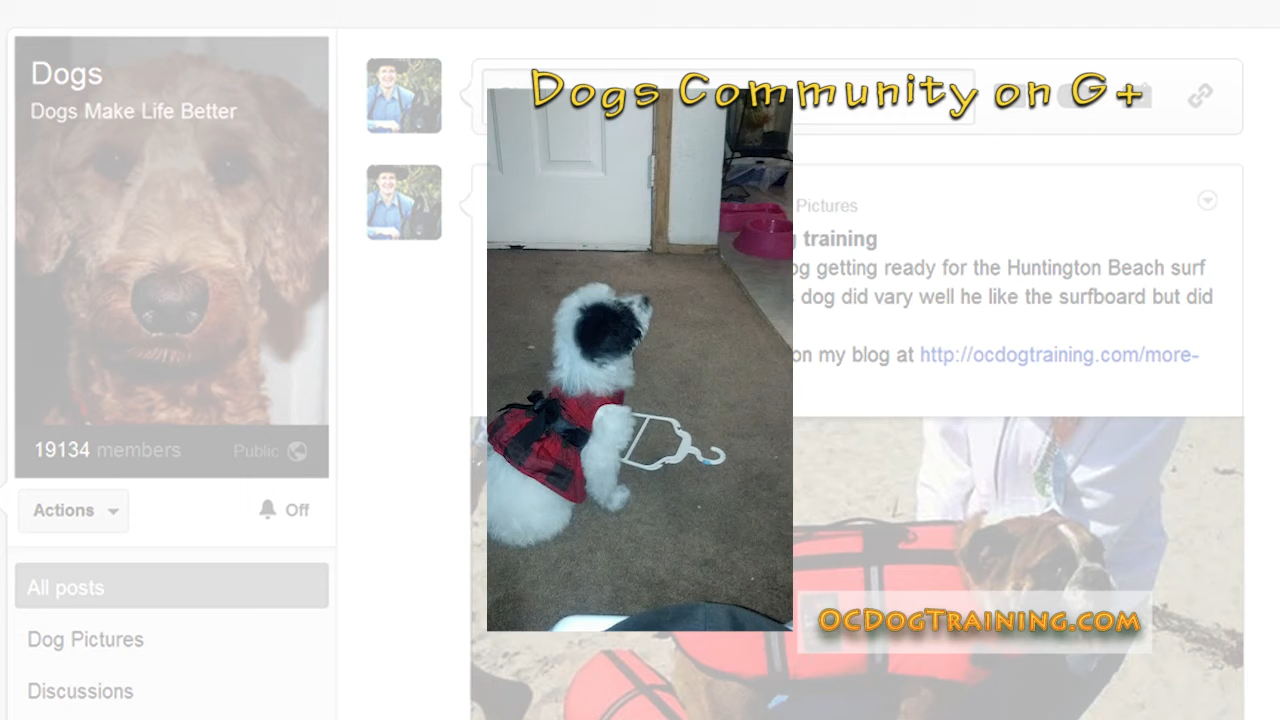 Dogs
Dogs Make Life Better
19134 members
Public
Actions
Off
All posts
Dog Pictures
Discussions
Dogs Community on G+
Pictures
training
getting ready for the Huntington Beach surf
dog did vary well he like the surfboard but did
on my blog at http://ocdogtraining.com/more-
OCDogTraining.com